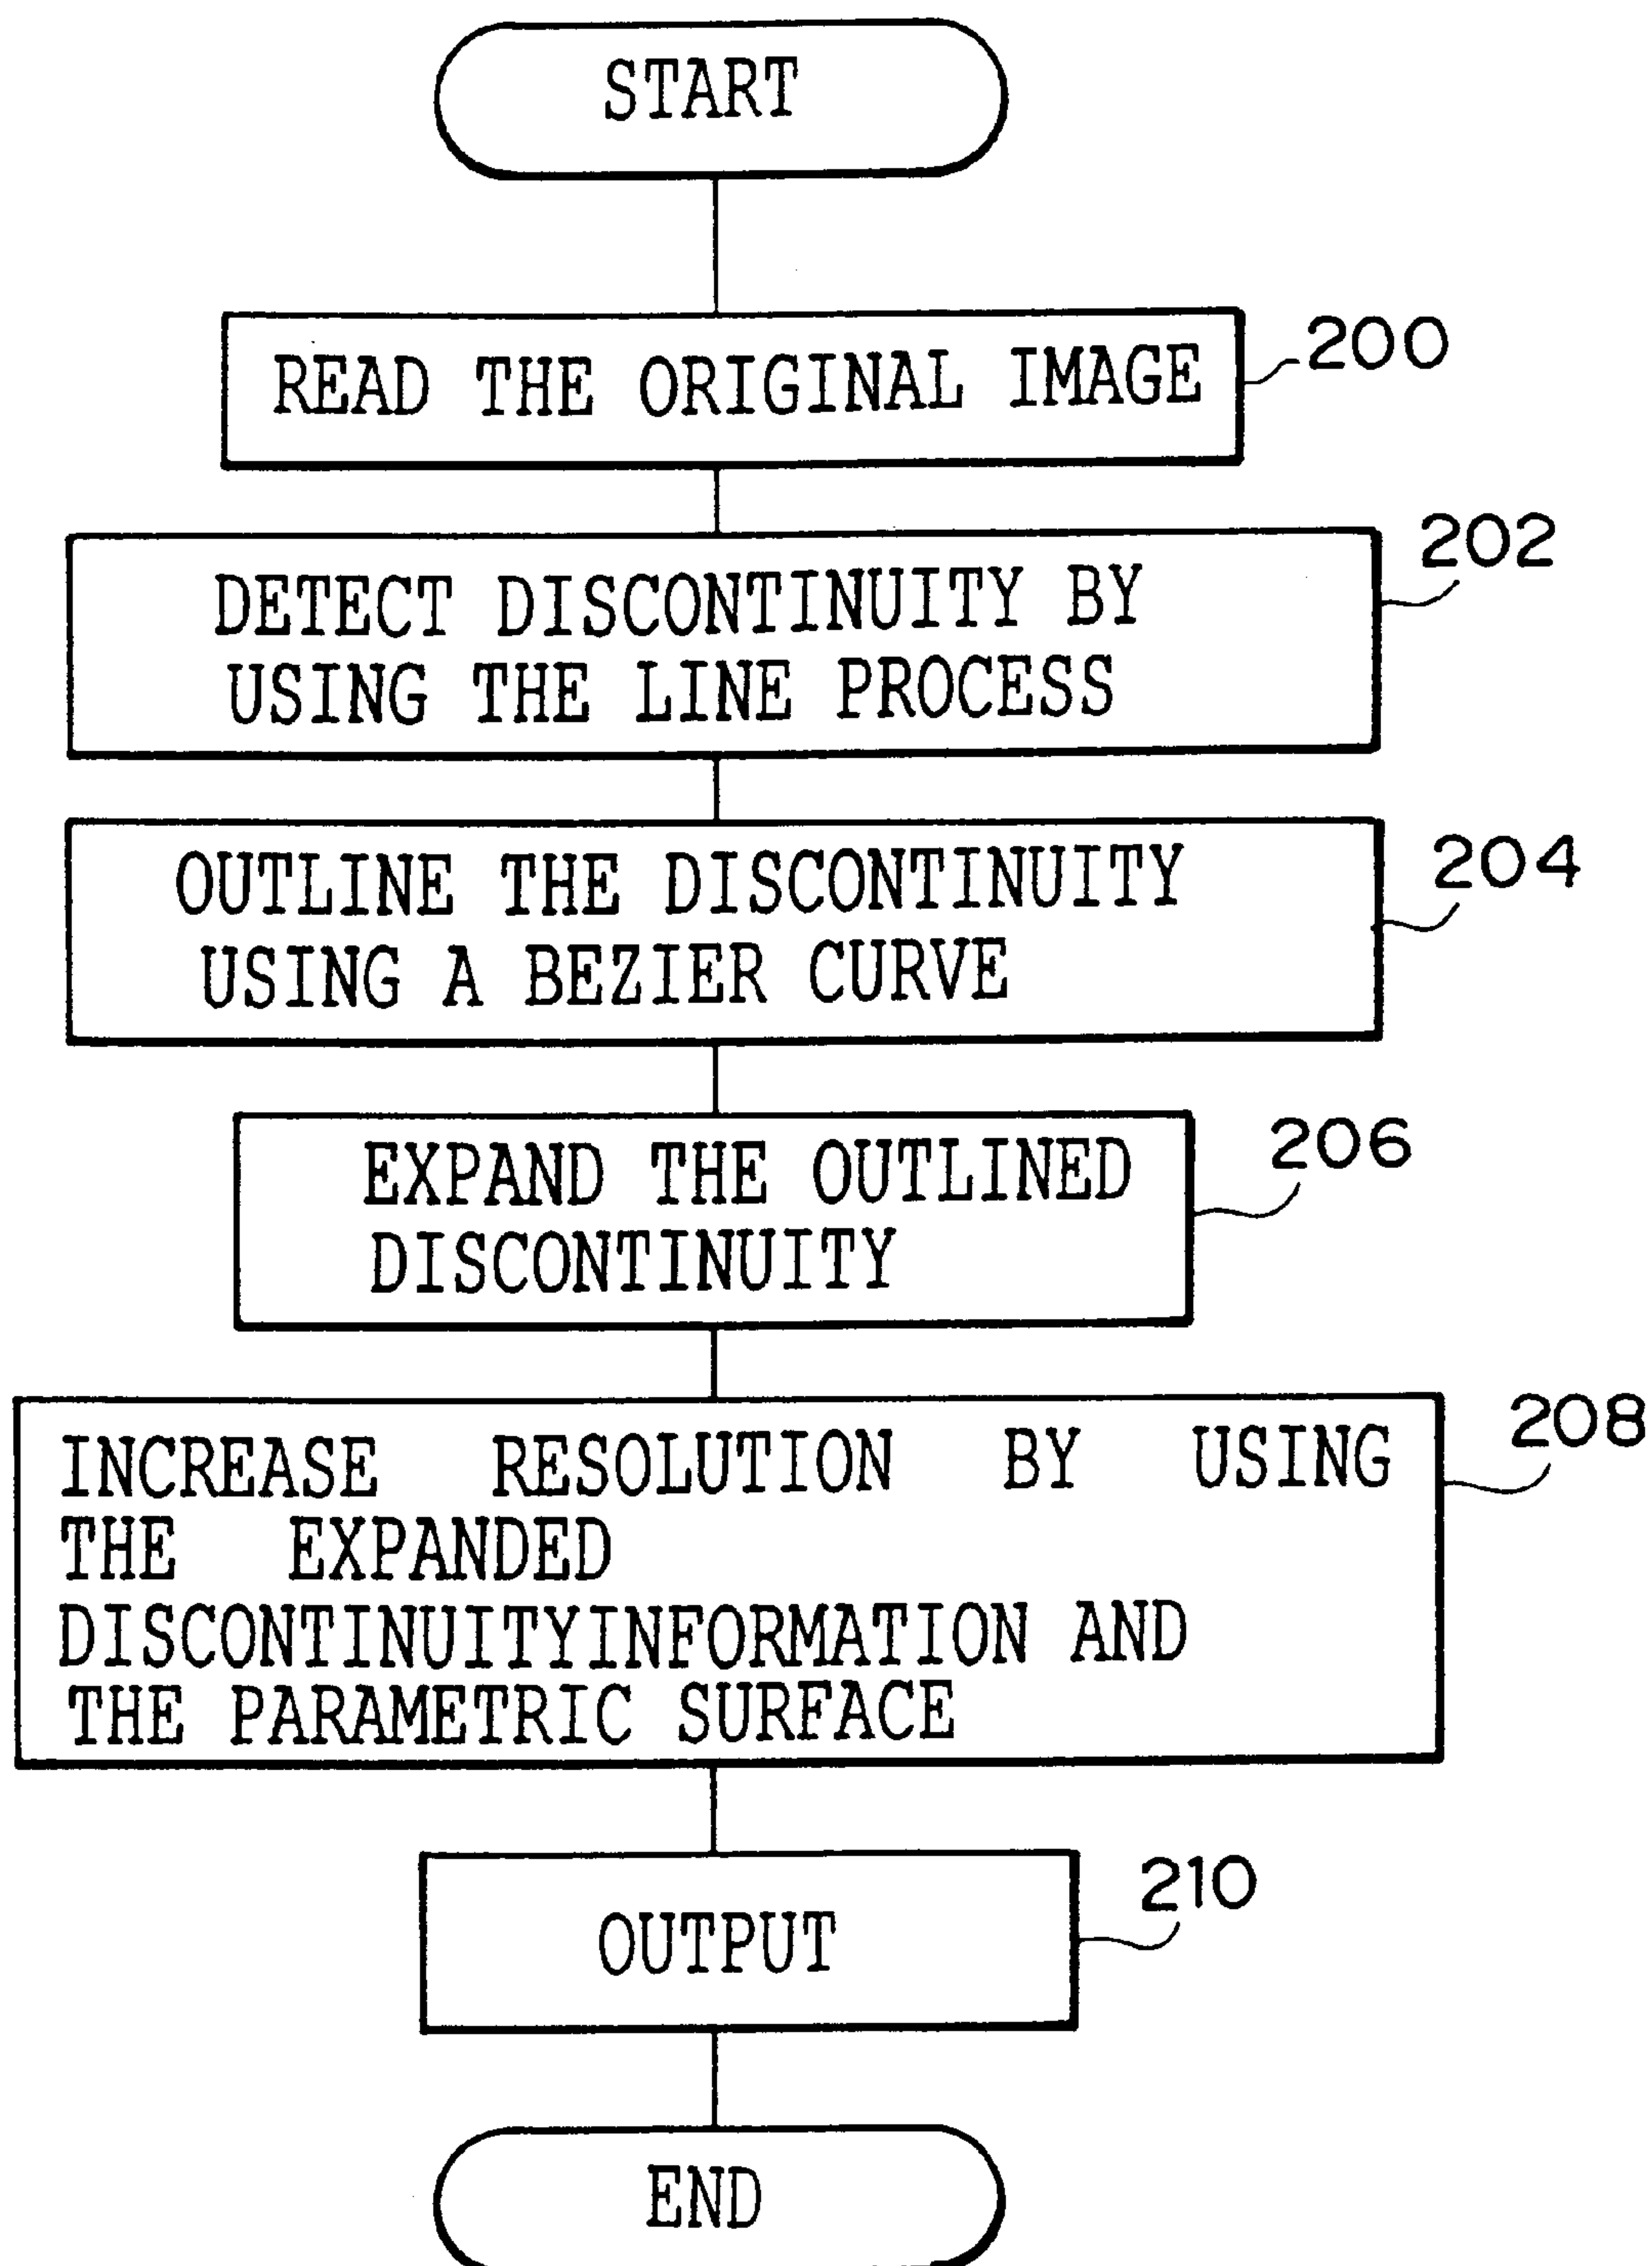 START
READ THE ORIGINAL IMAGE
200
DETECT DISCONTINUITY BY
USING THE LINE PROCESS
202
OUTLINE THE DISCONTINUITY
USING A BEZIER CURVE
204
EXPAND THE OUTLINED
DISCONTINUITY
206
INCREASE RESOLUTION BY USING
THE EXPANDED
DISCONTINUITYINFORMATION AND
THE PARAMETRIC SURFACE
208
OUTPUT
210
END